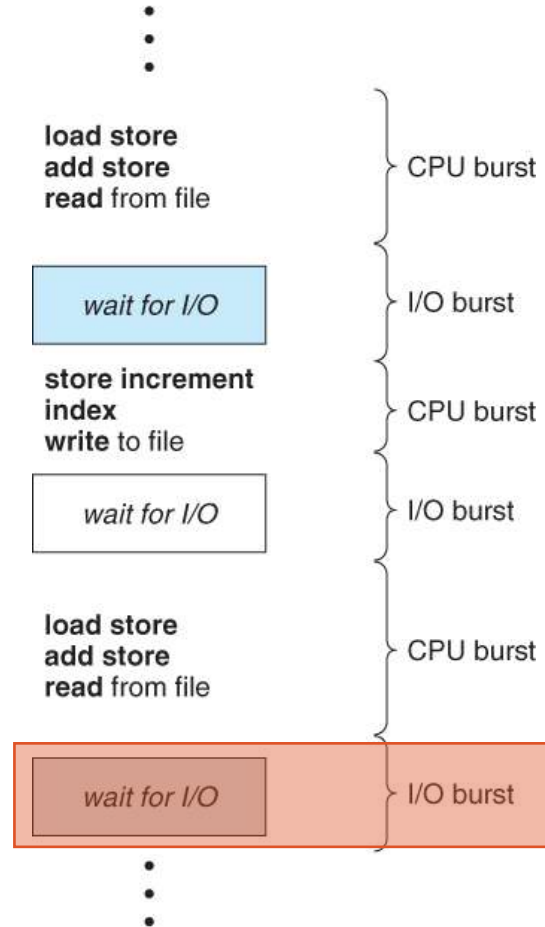 load store
add store
read from file
CPU burst
wait for I/O
I/O burst
store increment
index
write to file
CPU burst
wait for I/O
I/O burst
load store
add store
read from file
CPU burst
wait for I/O
I/O burst